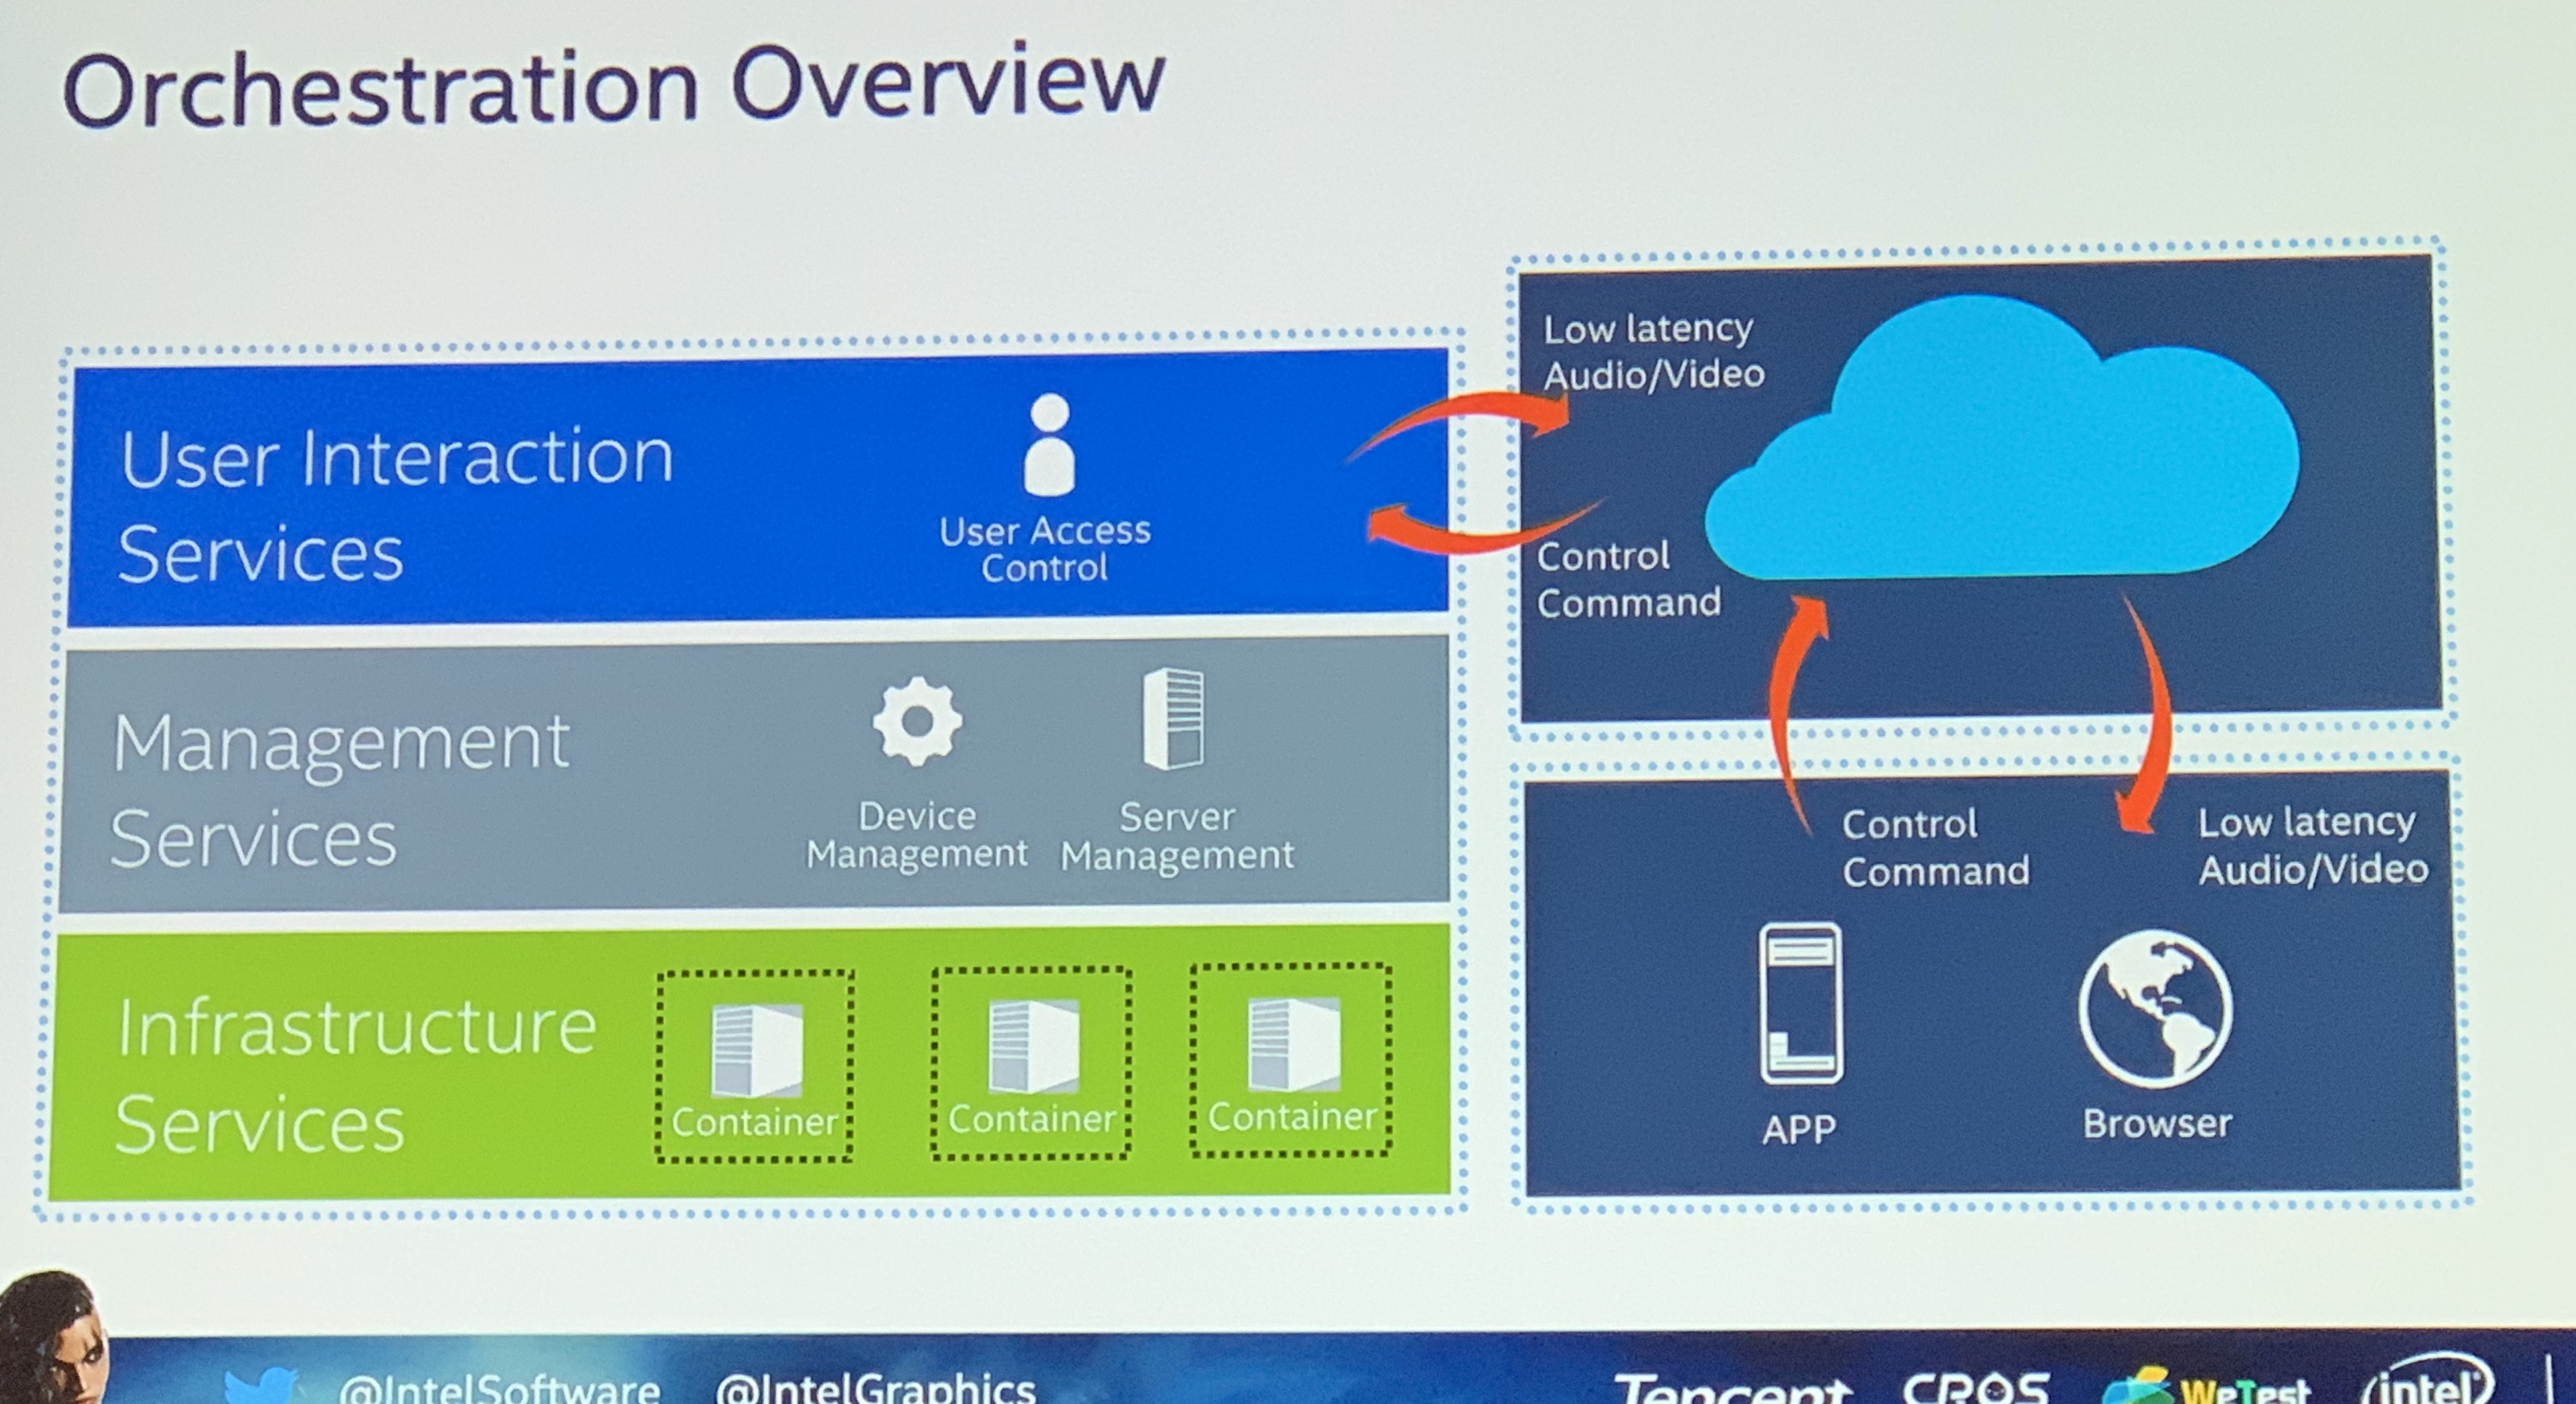 Orchestration Overview
User Interaction
Services
User Access
Control
Management
Services
Device
Management
Server
Management
Infrastructure
Services
Container
Container
Container
Low latency
Audio/Video
Control
Command
Control
Command
Low latency
Audio/Video
APP
Browser
@IntelSoftware
@IntelGraphics
Tencent
CROS
WeTest
intel